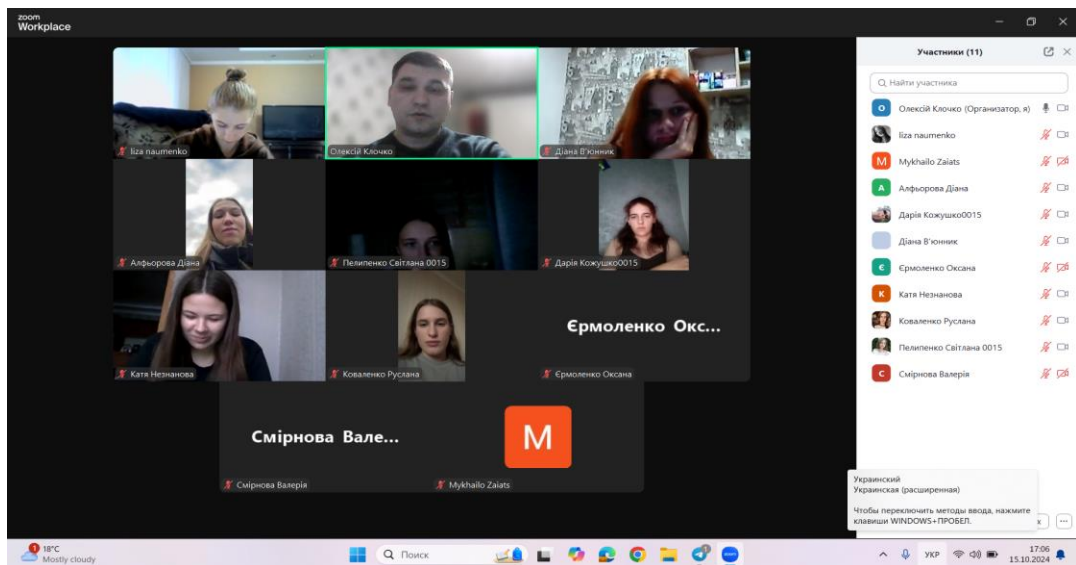 zoom
Workplace
liza naumenko
Олексій Клочко
Діана В'юнник
Алфьорова Діана
Пелипенко Світлана 0015
Дарія Кожушко0015
Катя Незнанова
Коваленко Руслана
Єрмоленко Окс...
Єрмоленко Оксана
Смірнова Вале...
Смірнова Валерія
M
Mykhailo Zaiats
Участники (11)
Найти участника
О Олексій Клочко (Организатор, я)
liza naumenko
M Mykhailo Zaiats
А Алфьорова Діана
Дарія Кожушко0015
Діана В'юнник
Є Єрмоленко Оксана
К Катя Незнанова
Коваленко Руслана
Пелипенко Світлана 0015
С Смірнова Валерія
Украинский
Украинская (расширенная)
Чтобы переключить методы ввода, нажмите
клавиши WINDOWS+ПРОБЕЛ.
1
18°C
Mostly cloudy
Поиск
УКР
17:06
15.10.2024